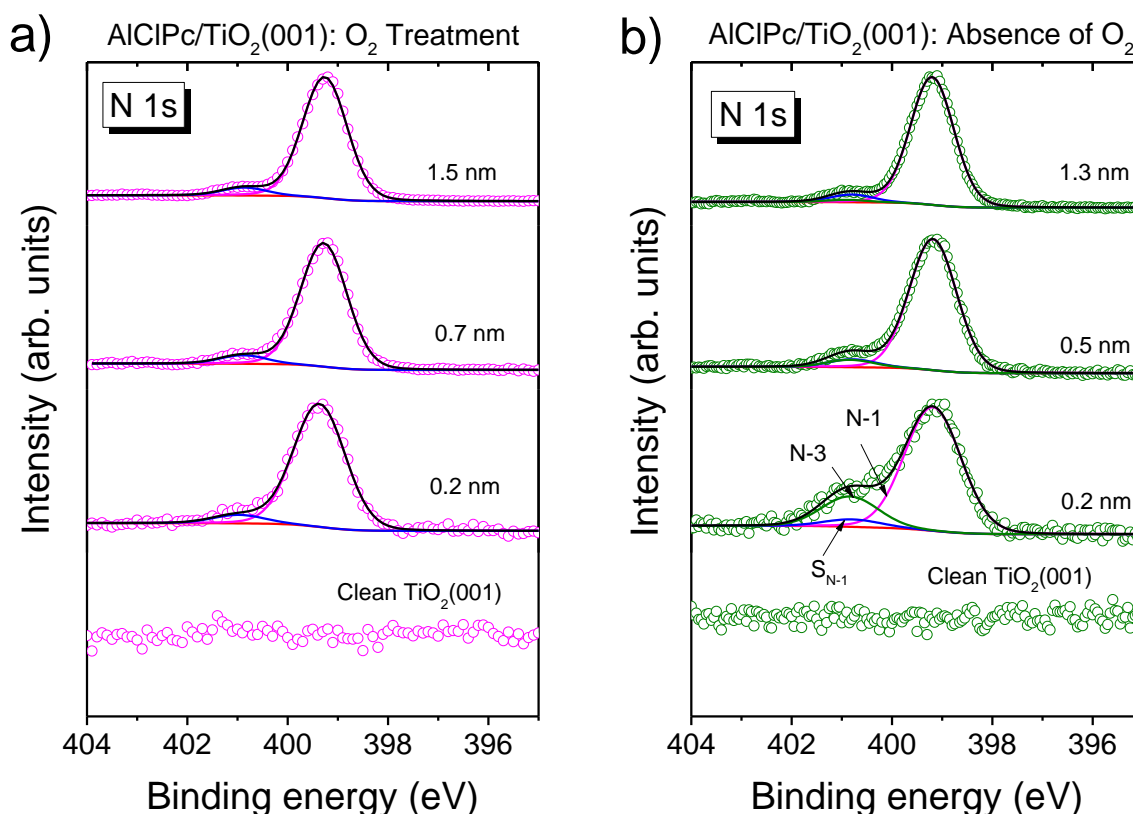 a)
AlClPc/TiO2(001): O2 Treatment
N 1s
1.5 nm
0.7 nm
0.2 nm
Clean TiO2(001)
Intensity (arb. units)
404 402 400 398 396
Binding energy (eV)
b)
AlClPc/TiO2(001): Absence of O2
N 1s
1.3 nm
0.5 nm
N-1
N-3
0.2 nm
SN-1
Clean TiO2(001)
Intensity (arb. units)
404 402 400 398 396
Binding energy (eV)